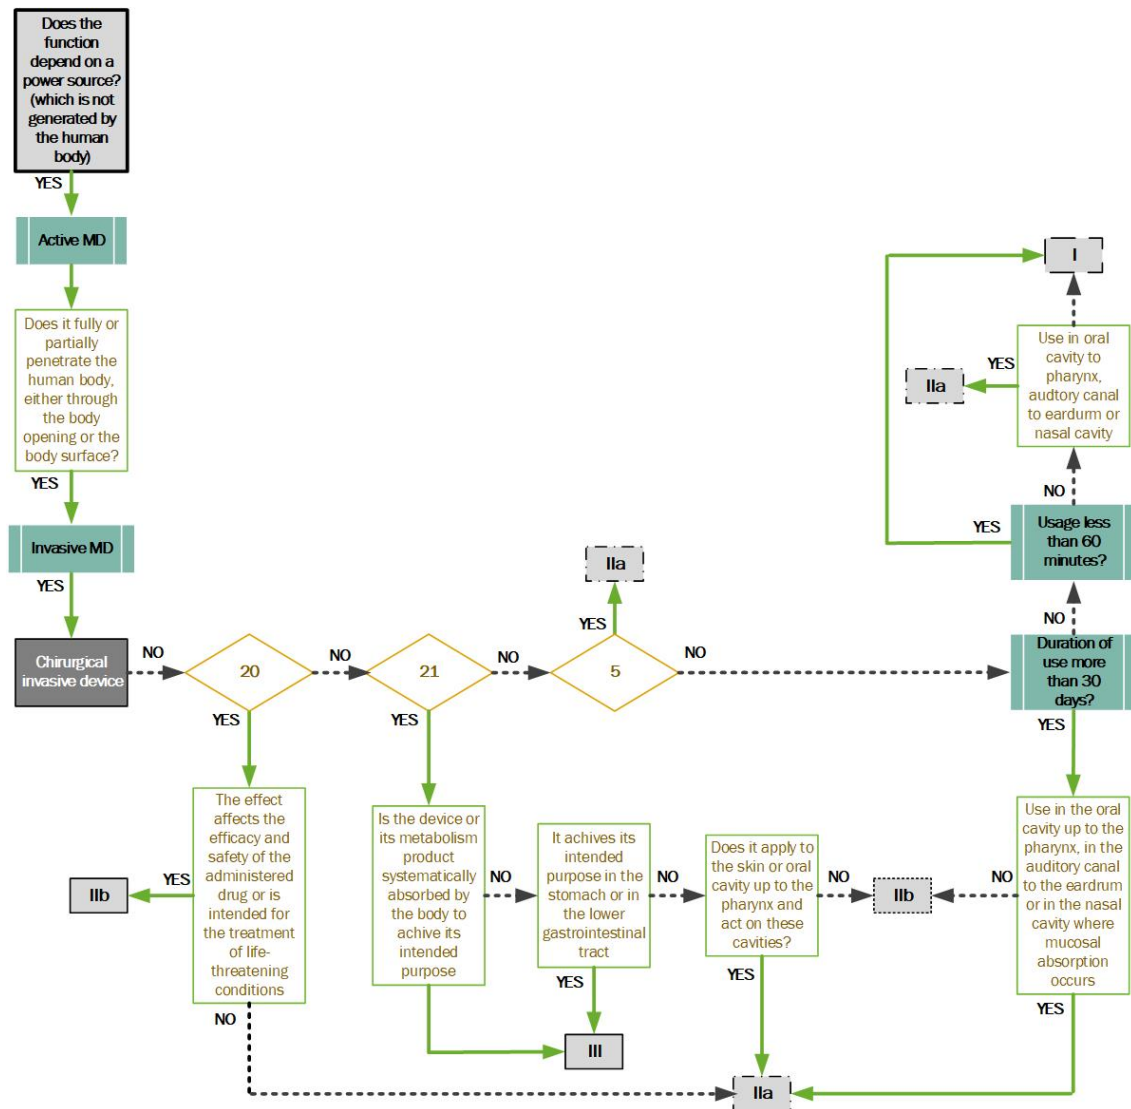 Does the
function
depend on a
power source?
(which is not
generated by
the human
body)
YES
Active MD
Does it fully or
partially
penetrate the
human body,
either through
the body
opening or the
body surface?
YES
Invasive MD
YES
Chirurgical
invasive device
NO
20
NO
21
NO
5
NO
YES
IIa
YES
YES
Duration of
use more
than 30
days?
NO
Usage less
than 60
minutes?
YES
NO
Use in oral
cavity to
pharynx,
audtory canal
to eardurm or
nasal cavity
YES
IIa
I
YES
The effect
affects the
efficacy and
safety of the
administered
drug or is
intended for
the treatment
of life-
threatening
conditions
YES
IIb
NO
Is the device or
its metabolism
product
systematically
absorbed by
the body to
achive its
intended
purpose
NO
It achives its
intended
purpose in the
stomach or in
the lower
gastrointestinal
tract
YES
III
NO
Does it apply to
the skin or oral
cavity up to the
pharynx and
act on these
cavities?
NO
IIb
NO
YES
IIa
Use in the oral
cavity up to the
pharynx, in the
auditory canal
to the eardrum
or in the nasal
cavity where
mucosal
absorption
occurs
YES